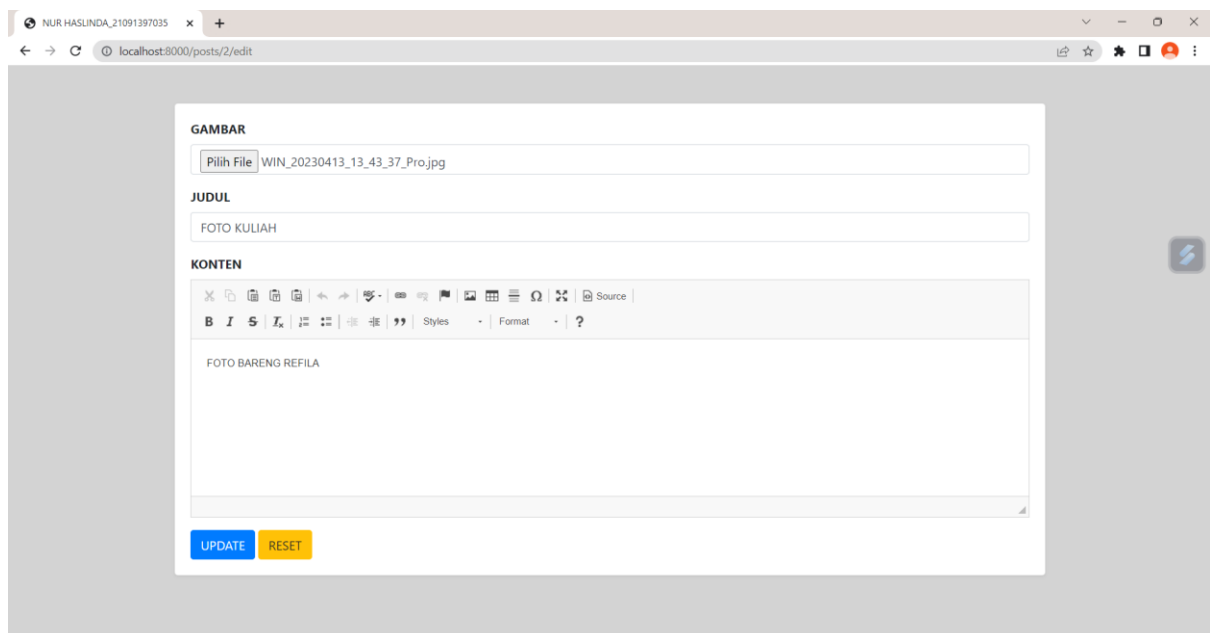 NUR HASLINDA_21091397035
localhost:8000/posts/2/edit
GAMBAR
Pilih File WIN_20230413_13_43_37_Pro.jpg
JUDUL
FOTO KULIAH
KONTEN
Source
B I S Ix Styles Format ?
FOTO BARENG REFILA
UPDATE RESET